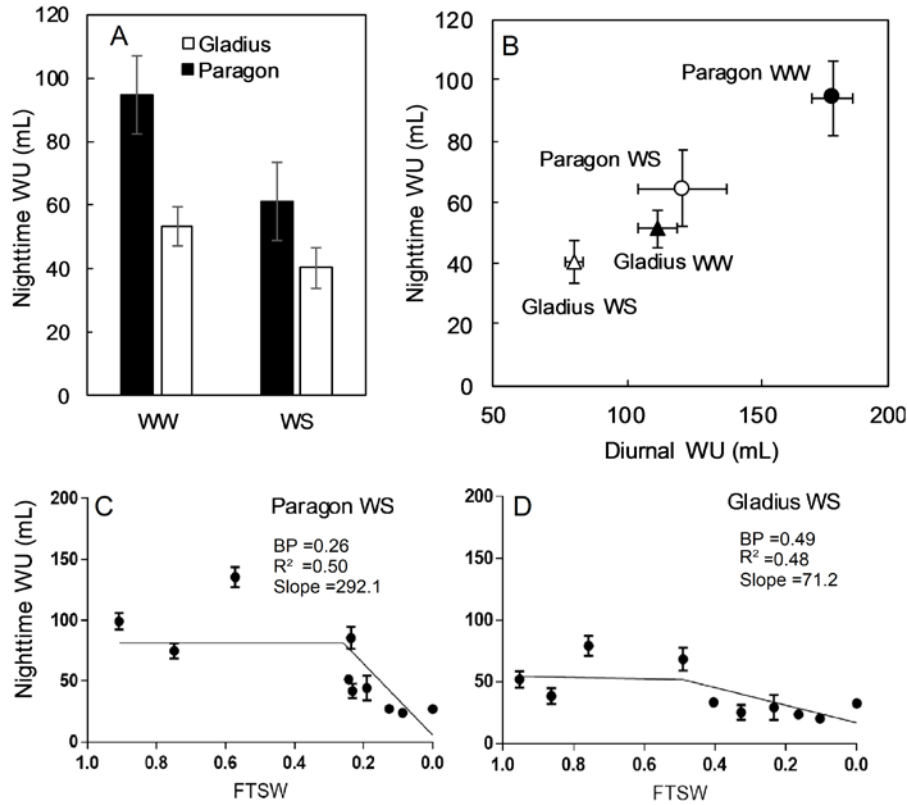 A
Gladius
Paragon
Nighttime WU (mL)
120
100
80
60
40
20
0
WW
WS
B
Paragon WW
Paragon WS
Gladius WW
Gladius WS
Nighttime WU (mL)
120
100
80
60
40
20
0
50
100
150
200
Diurnal WU (mL)
C
Paragon WS
BP =0.26
R² =0.50
Slope =292.1
Nighttime WU (mL)
200
150
100
50
0
1.0
0.8
0.6
0.4
0.2
0.0
FTSW
D
Gladius WS
BP =0.49
R² =0.48
Slope =71.2
200
150
100
50
0
1.0
0.8
0.6
0.4
0.2
0.0
FTSW